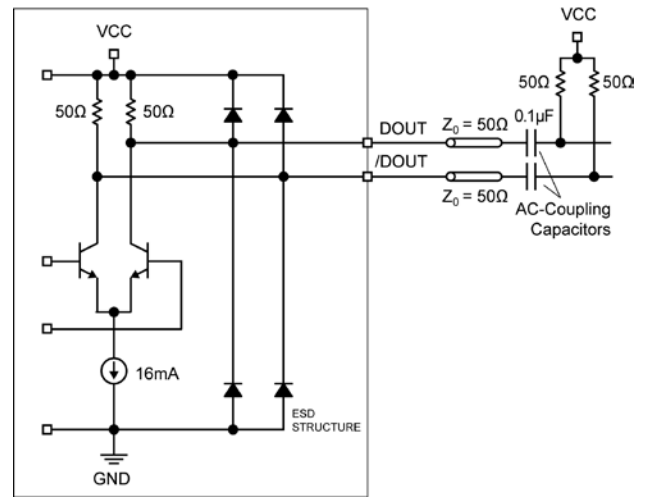 VCC
VCC
50Ω
50Ω
50Ω
50Ω
DOUT
Z0 = 50Ω
0.1µF
/DOUT
Z0 = 50Ω
AC-Coupling
Capacitors
16mA
ESD
STRUCTURE
GND